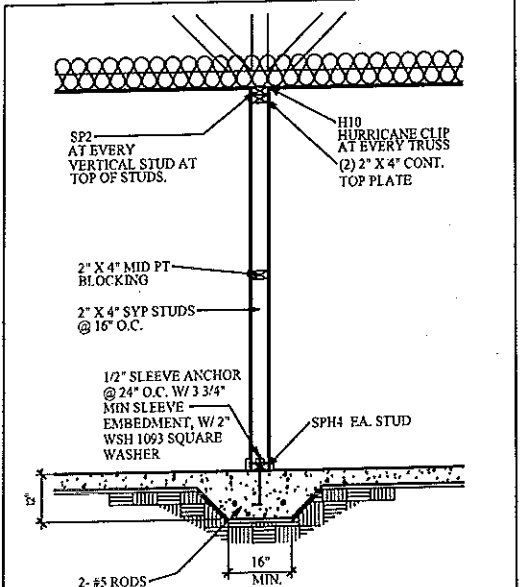 SP2
AT EVERY
VERTICAL STUD AT
TOP OF STUDS.
H10
HURRICANE CLIP
AT EVERY TRUSS
(2) 2" X 4" CONT.
TOP PLATE
2" X 4" MID PT
BLOCKING
2" X 4" SYP STUDS
@ 16" O.C.
1/2" SLEEVE ANCHOR
@ 24" O.C. W/ 3 3/4"
MIN SLEEVE
EMBEDMENT, W/ 2"
WSH 1093 SQUARE
WASHER
SPH4 EA. STUD
12"
16"
MIN.
2- #5 RODS